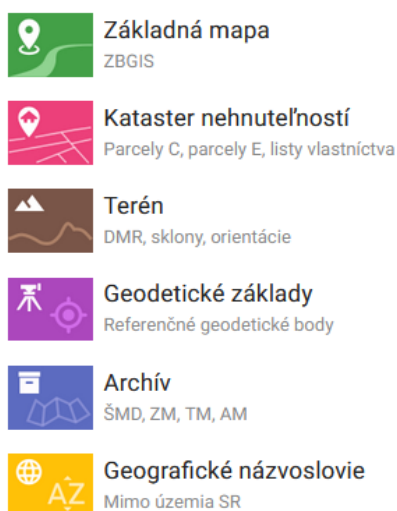 Základná mapa
ZBGIS
Kataster nehnuteľností
Parcely C, parcely E, listy vlastníctva
Terén
DMR, sklony, orientácie
Geodetické základy
Referenčné geodetické body
Archív
ŠMD, ZM, TM, AM
AZ
Geografické názvoslovie
Mimo územia SR